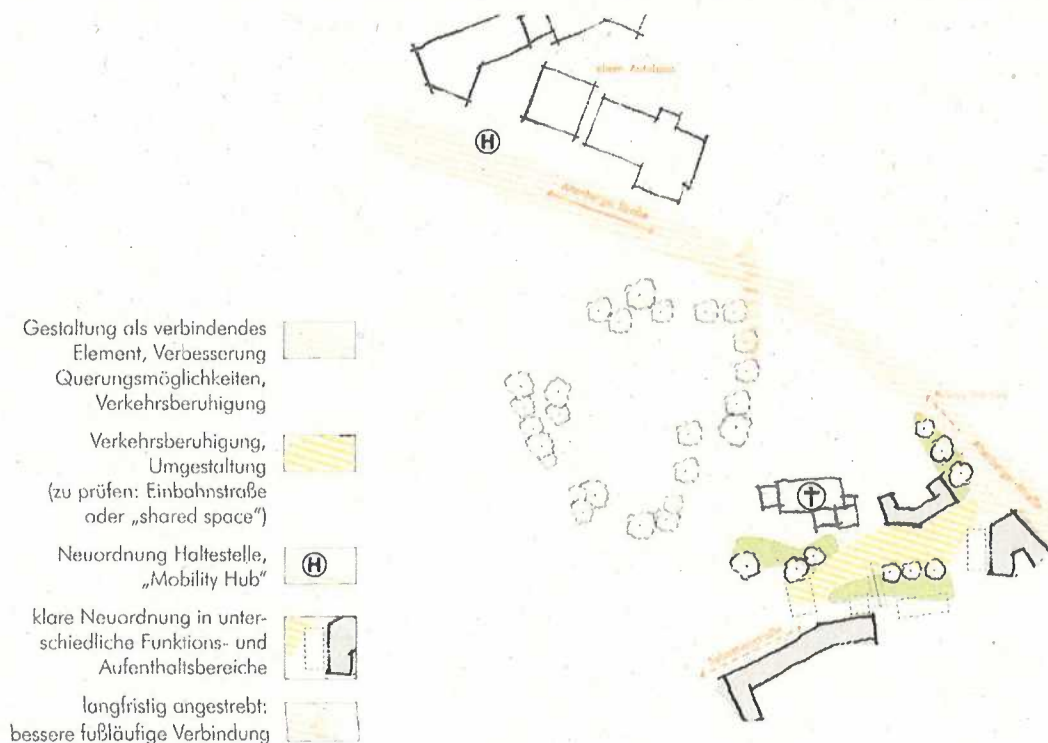 Gestaltung als verbindendes
Element, Verbesserung
Querungsmöglichkeiten,
Verkehrsberuhigung
Verkehrsberuhigung,
Umgestaltung
(zu prüfen: Einbahnstraße
oder „shared space“)
Neuordnung Haltestelle,
„Mobility Hub“
H
klare Neuordnung in unter-
schiedliche Funktions- und
Aufenthaltsbereiche
langfristig angestrebt:
bessere fußläufige Verbindung
H